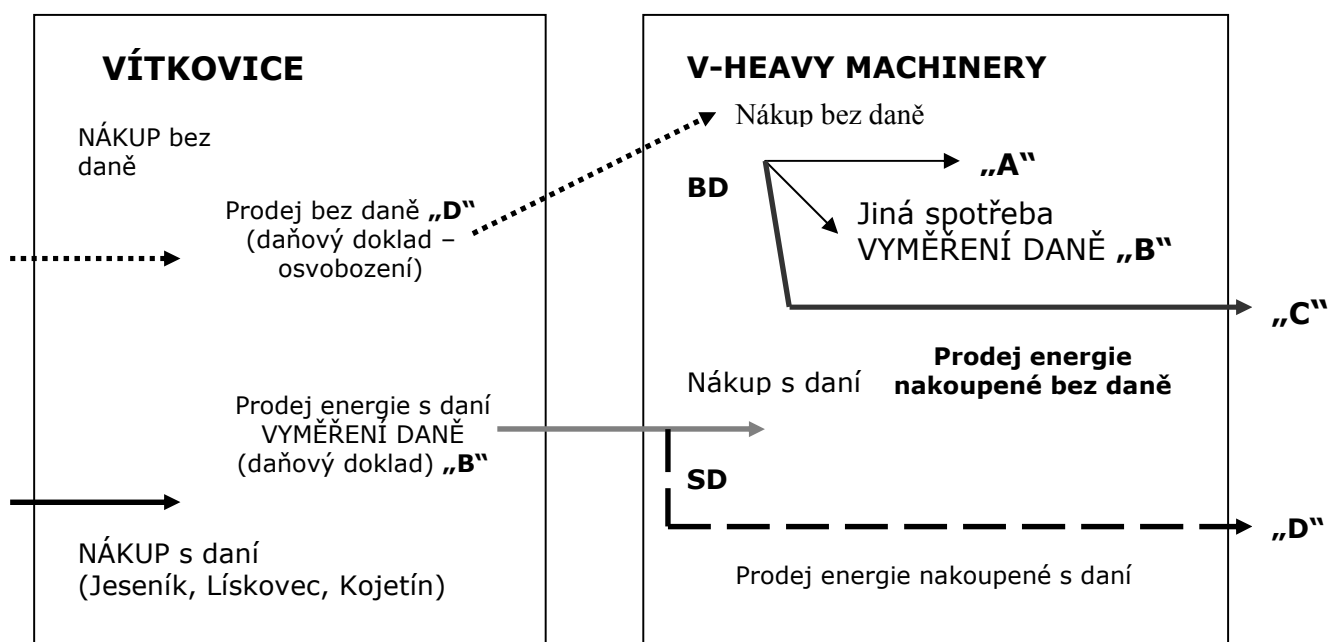 VÍTKOVICE
NÁKUP bez
daně
Prodej bez daně „D“
(daňový doklad –
osvobození)
Prodej energie s daní
VYMĚŘENÍ DANĚ
(daňový doklad) „B“
NÁKUP s daní
(Jeseník, Lískovec, Kojetín)
V-HEAVY MACHINERY
Nákup bez daně
BD
„A“
Jiná spotřeba
VYMĚŘENÍ DANĚ „B“
„C“
Prodej energie
nakoupené bez daně
Nákup s daní
SD
„D“
Prodej energie nakoupené s daní